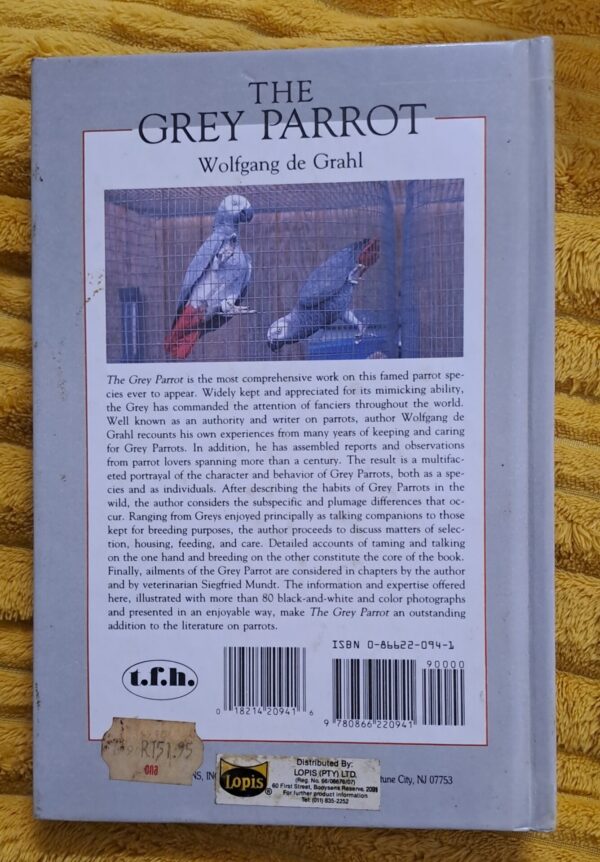 THE
GREY PARROT
Wolfgang de Grahl
The Grey Parrot is the most comprehensive work on this famed parrot spe-
cies ever to appear. Widely kept and appreciated for its mimicking ability,
the Grey has commanded the attention of fanciers throughout the world.
Well known as an authority and writer on parrots, author Wolfgang de
Grahl recounts his own experiences from many years of keeping and caring
for Grey Parrots. In addition, he has assembled reports and observations
from parrot lovers spanning more than a century. The result is a multifac-
eted portrayal of the character and behavior of Grey Parrots, both as a spe-
cies and as individuals. After describing the habits of Grey Parrots in the
wild, the author considers the subspecific and plumage differences that oc-
cur. Ranging from Greys enjoyed principally as talking companions to those
kept for breeding purposes, the author proceeds to discuss matters of selec-
tion, housing, feeding, and care. Detailed accounts of taming and talking
on the one hand and breeding on the other constitute the core of the book.
Finally, ailments of the Grey Parrot are considered in chapters by the author
and by veterinarian Siegfried Mundt. The information and expertise offered
here, illustrated with more than 80 black-and-white and color photographs
and presented in an enjoyable way, make The Grey Parrot an outstanding
addition to the literature on parrots.
ISBN 0-86622-094-1
90000
t.f.h.
0 18214 20941 6
9 780866 220941
R151.95
cna
NS, INC
tune City, NJ 07753
Lopis ®
Distributed By:
LOPIS (PTY) LTD.
(Reg. No. 66/06676/07)
60 First Street, Booysens Reserve, 2091
For further product information
Tel: (011) 835-2252